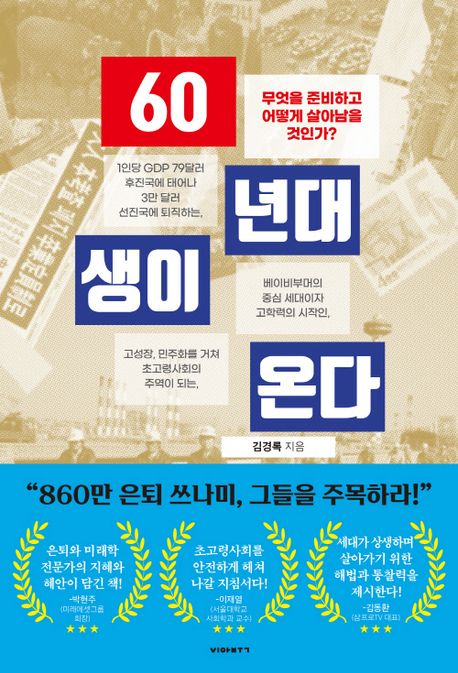 60
무엇을 준비하고
어떻게 살아남을
것인가?
1인당 GDP 79달러
후진국에 태어나
3만 달러
선진국에 퇴직하는,
년대
생이
베이비부머의
중심 세대이자
고학력의 시작인,
고성장, 민주화를 거쳐
초고령사회의
주역이 되는,
온다
김경록 지음
“860만 은퇴 쓰나미, 그들을 주목하라!”
은퇴와 미래학
전문가의 지혜와
해안이 담긴 책!
-박현주
(미래에셋그룹
회장)
초고령사회를
안전하게 헤쳐
나갈 지침서다!
-이재열
(서울대학교
사회학과 교수)
세대가 상생하며
살아가기 위한
해법과 통찰력을
제시한다!
-김동환
(삼프로TV 대표)